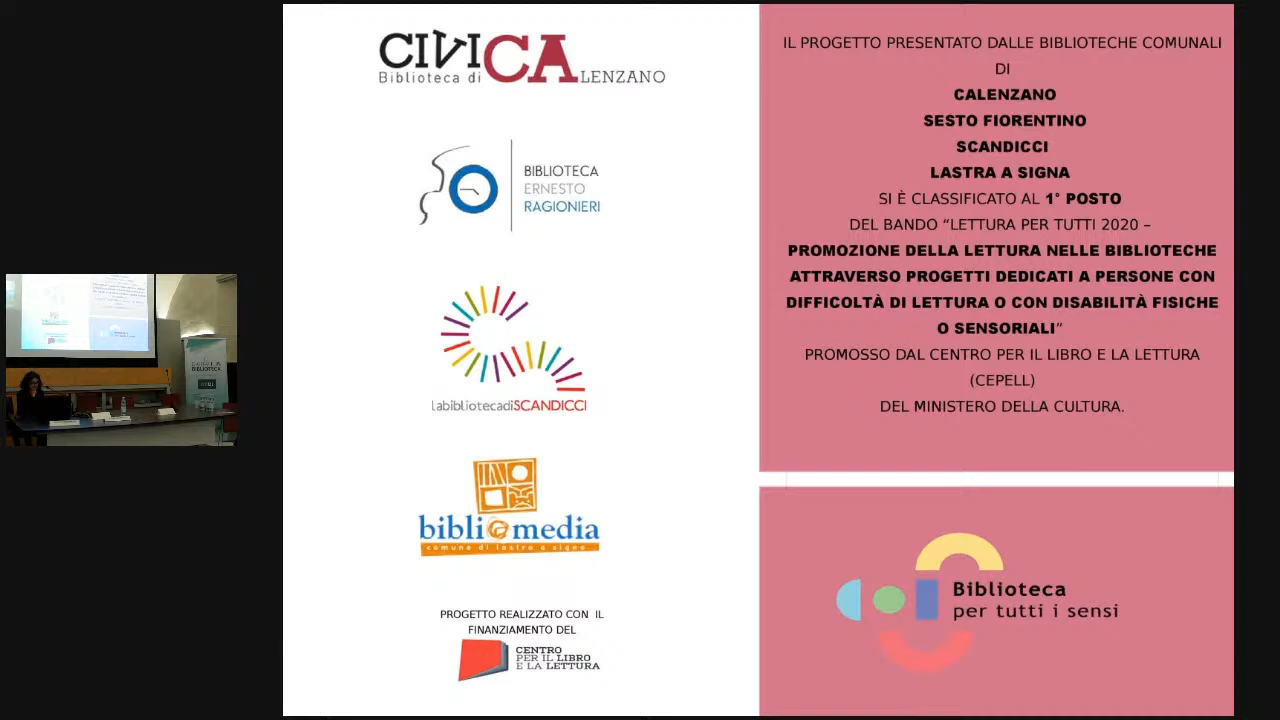 CIVICA
Biblioteca di LENZANO
BIBLIOTECA
ERNESTO
RAGIONIERI
labibliotecadiSCANDICCI
bibli@media
comune di lastra a signa
PROGETTO REALIZZATO CON IL
FINANZIAMENTO DEL
CENTRO
PER IL LIBRO
E LA LETTURA
IL PROGETTO PRESENTATO DALLE BIBLIOTECHE COMUNALI
DI
CALENZANO
SESTO FIORENTINO
SCANDICCI
LASTRA A SIGNA
SI È CLASSIFICATO AL 1° POSTO
DEL BANDO “LETTURA PER TUTTI 2020 –
PROMOZIONE DELLA LETTURA NELLE BIBLIOTECHE
ATTRAVERSO PROGETTI DEDICATI A PERSONE CON
DIFFICOLTÀ DI LETTURA O CON DISABILITÀ FISICHE
O SENSORIALI”
PROMOSSO DAL CENTRO PER IL LIBRO E LA LETTURA
(CEPELL)
DEL MINISTERO DELLA CULTURA.
Biblioteca
per tutti i sensi